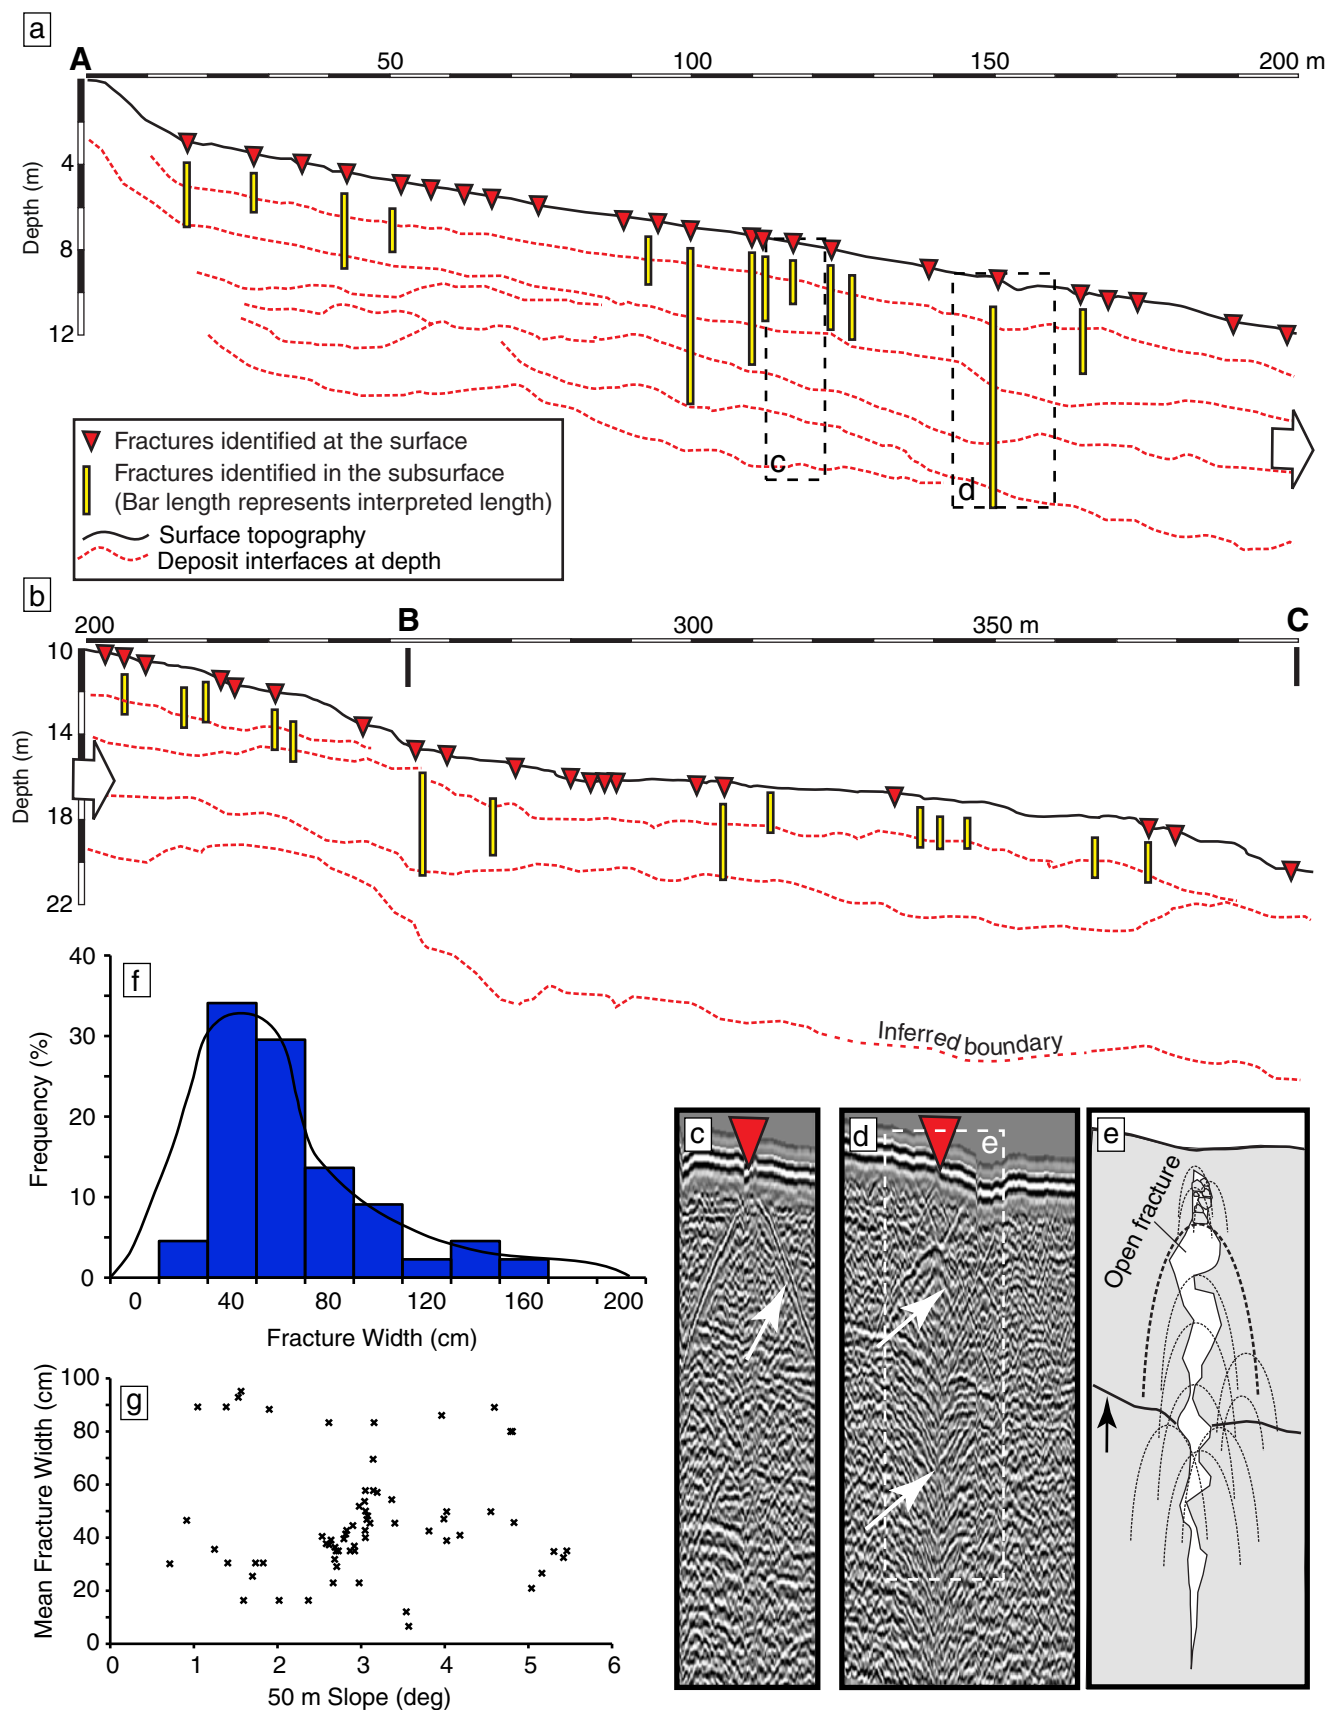 a
A
50
100
150
200 m
Depth (m)
4
8
12
c
d
Fractures identified at the surface
Fractures identified in the subsurface
(Bar length represents interpreted length)
Surface topography
Deposit interfaces at depth
b
200
B
300
350 m
C
Depth (m)
10
14
18
22
Inferred boundary
f
Frequency (%)
40
30
20
10
0
0
40
80
120
160
200
Fracture Width (cm)
g
Mean Fracture Width (cm)
100
80
60
40
20
0
0
1
2
3
4
5
6
50 m Slope (deg)
c
d
e
e
Open fracture